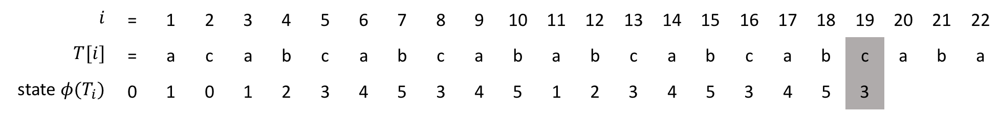 i = 1 2 3 4 5 6 7 8 9 10 11 12 13 14 15 16 17 18 19 20 21 22
T[i] = a c a b c a b c a b a b c a b c a b c a b a
state ϕ(Tᵢ) 0 1 0 1 2 3 4 5 3 4 5 1 2 3 4 5 3 4 5 3